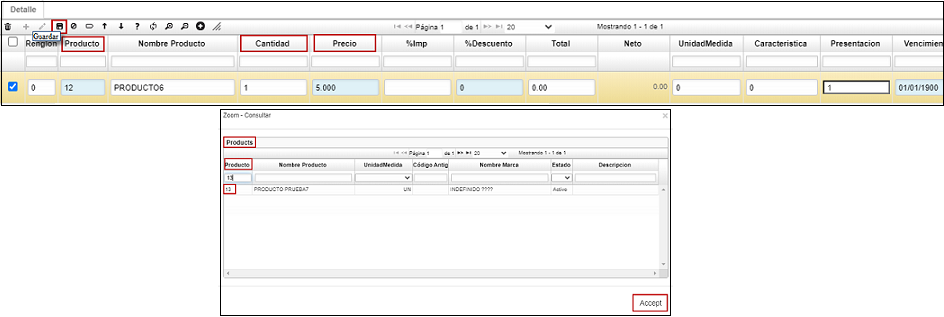 Detalle
Página 1 de 1 20 Mostrando 1 - 1 de 1
Guardar
Renglon Producto Nombre Producto Cantidad Precio %Imp %Descuento Total Neto UnidadMedida Caracteristica Presentacion Vencimien
0 12 PRODUCTO6 1 5.000 0 0.00 0.00 0 0 1 01/01/1900
Zoom - Consultar
Products
Página 1 de 1 20 Mostrando 1 - 1 de 1
Producto Nombre Producto UnidadMedida Código Antig Nombre Marca Estado Descripcion
13
13 PRODUCTO PRUEBA7 UN INDEFINIDO ???? Activo
Accept